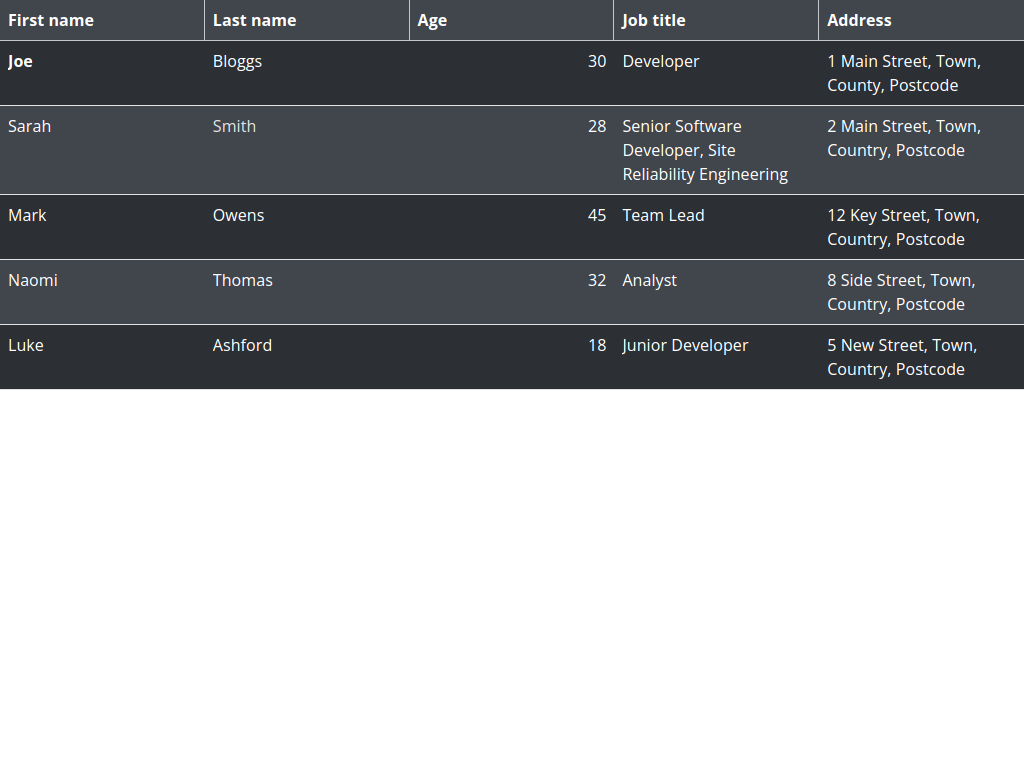 First name Last name Age Job title Address
Joe Bloggs 30 Developer 1 Main Street, Town,
County, Postcode
Sarah Smith 28 Senior Software 2 Main Street, Town,
Developer, Site Country, Postcode
Reliability Engineering
Mark Owens 45 Team Lead 12 Key Street, Town,
Country, Postcode
Naomi Thomas 32 Analyst 8 Side Street, Town,
Country, Postcode
Luke Ashford 18 Junior Developer 5 New Street, Town,
Country, Postcode